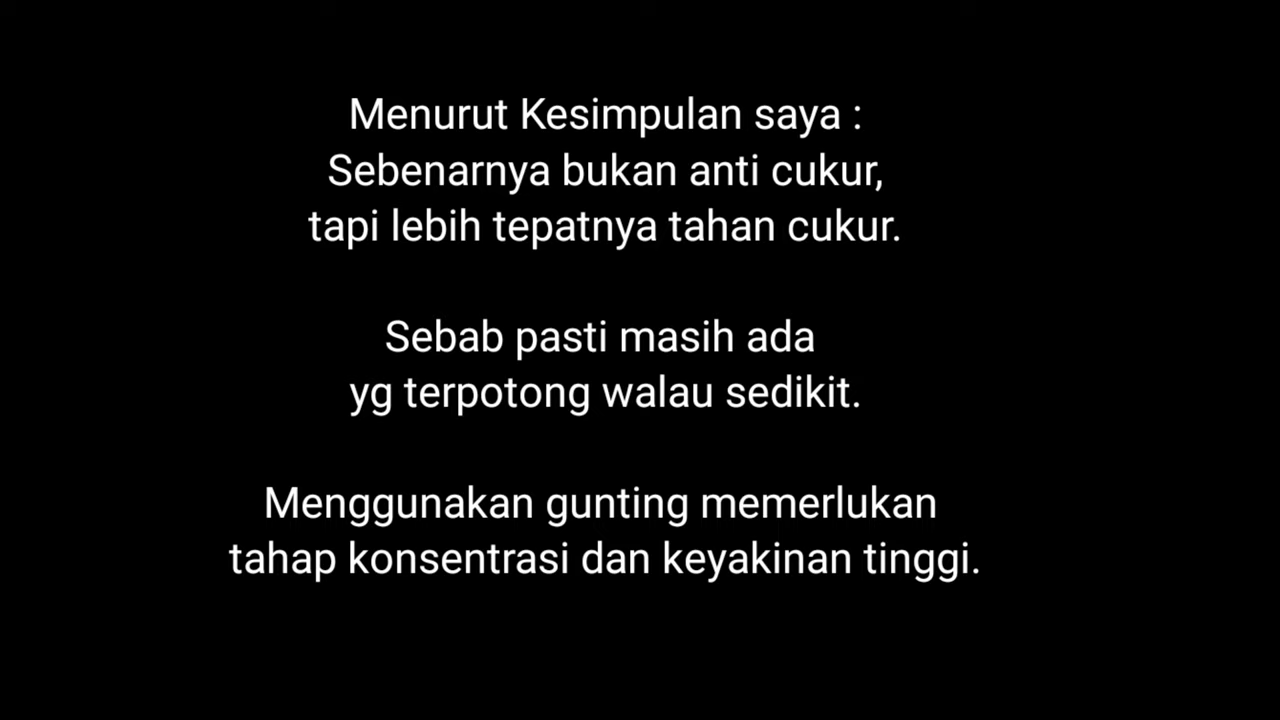 Menurut Kesimpulan saya :
Sebenarnya bukan anti cukur,
tapi lebih tepatnya tahan cukur.
Sebab pasti masih ada
yg terpotong walau sedikit.
Menggunakan gunting memerlukan
tahap konsentrasi dan keyakinan tinggi.